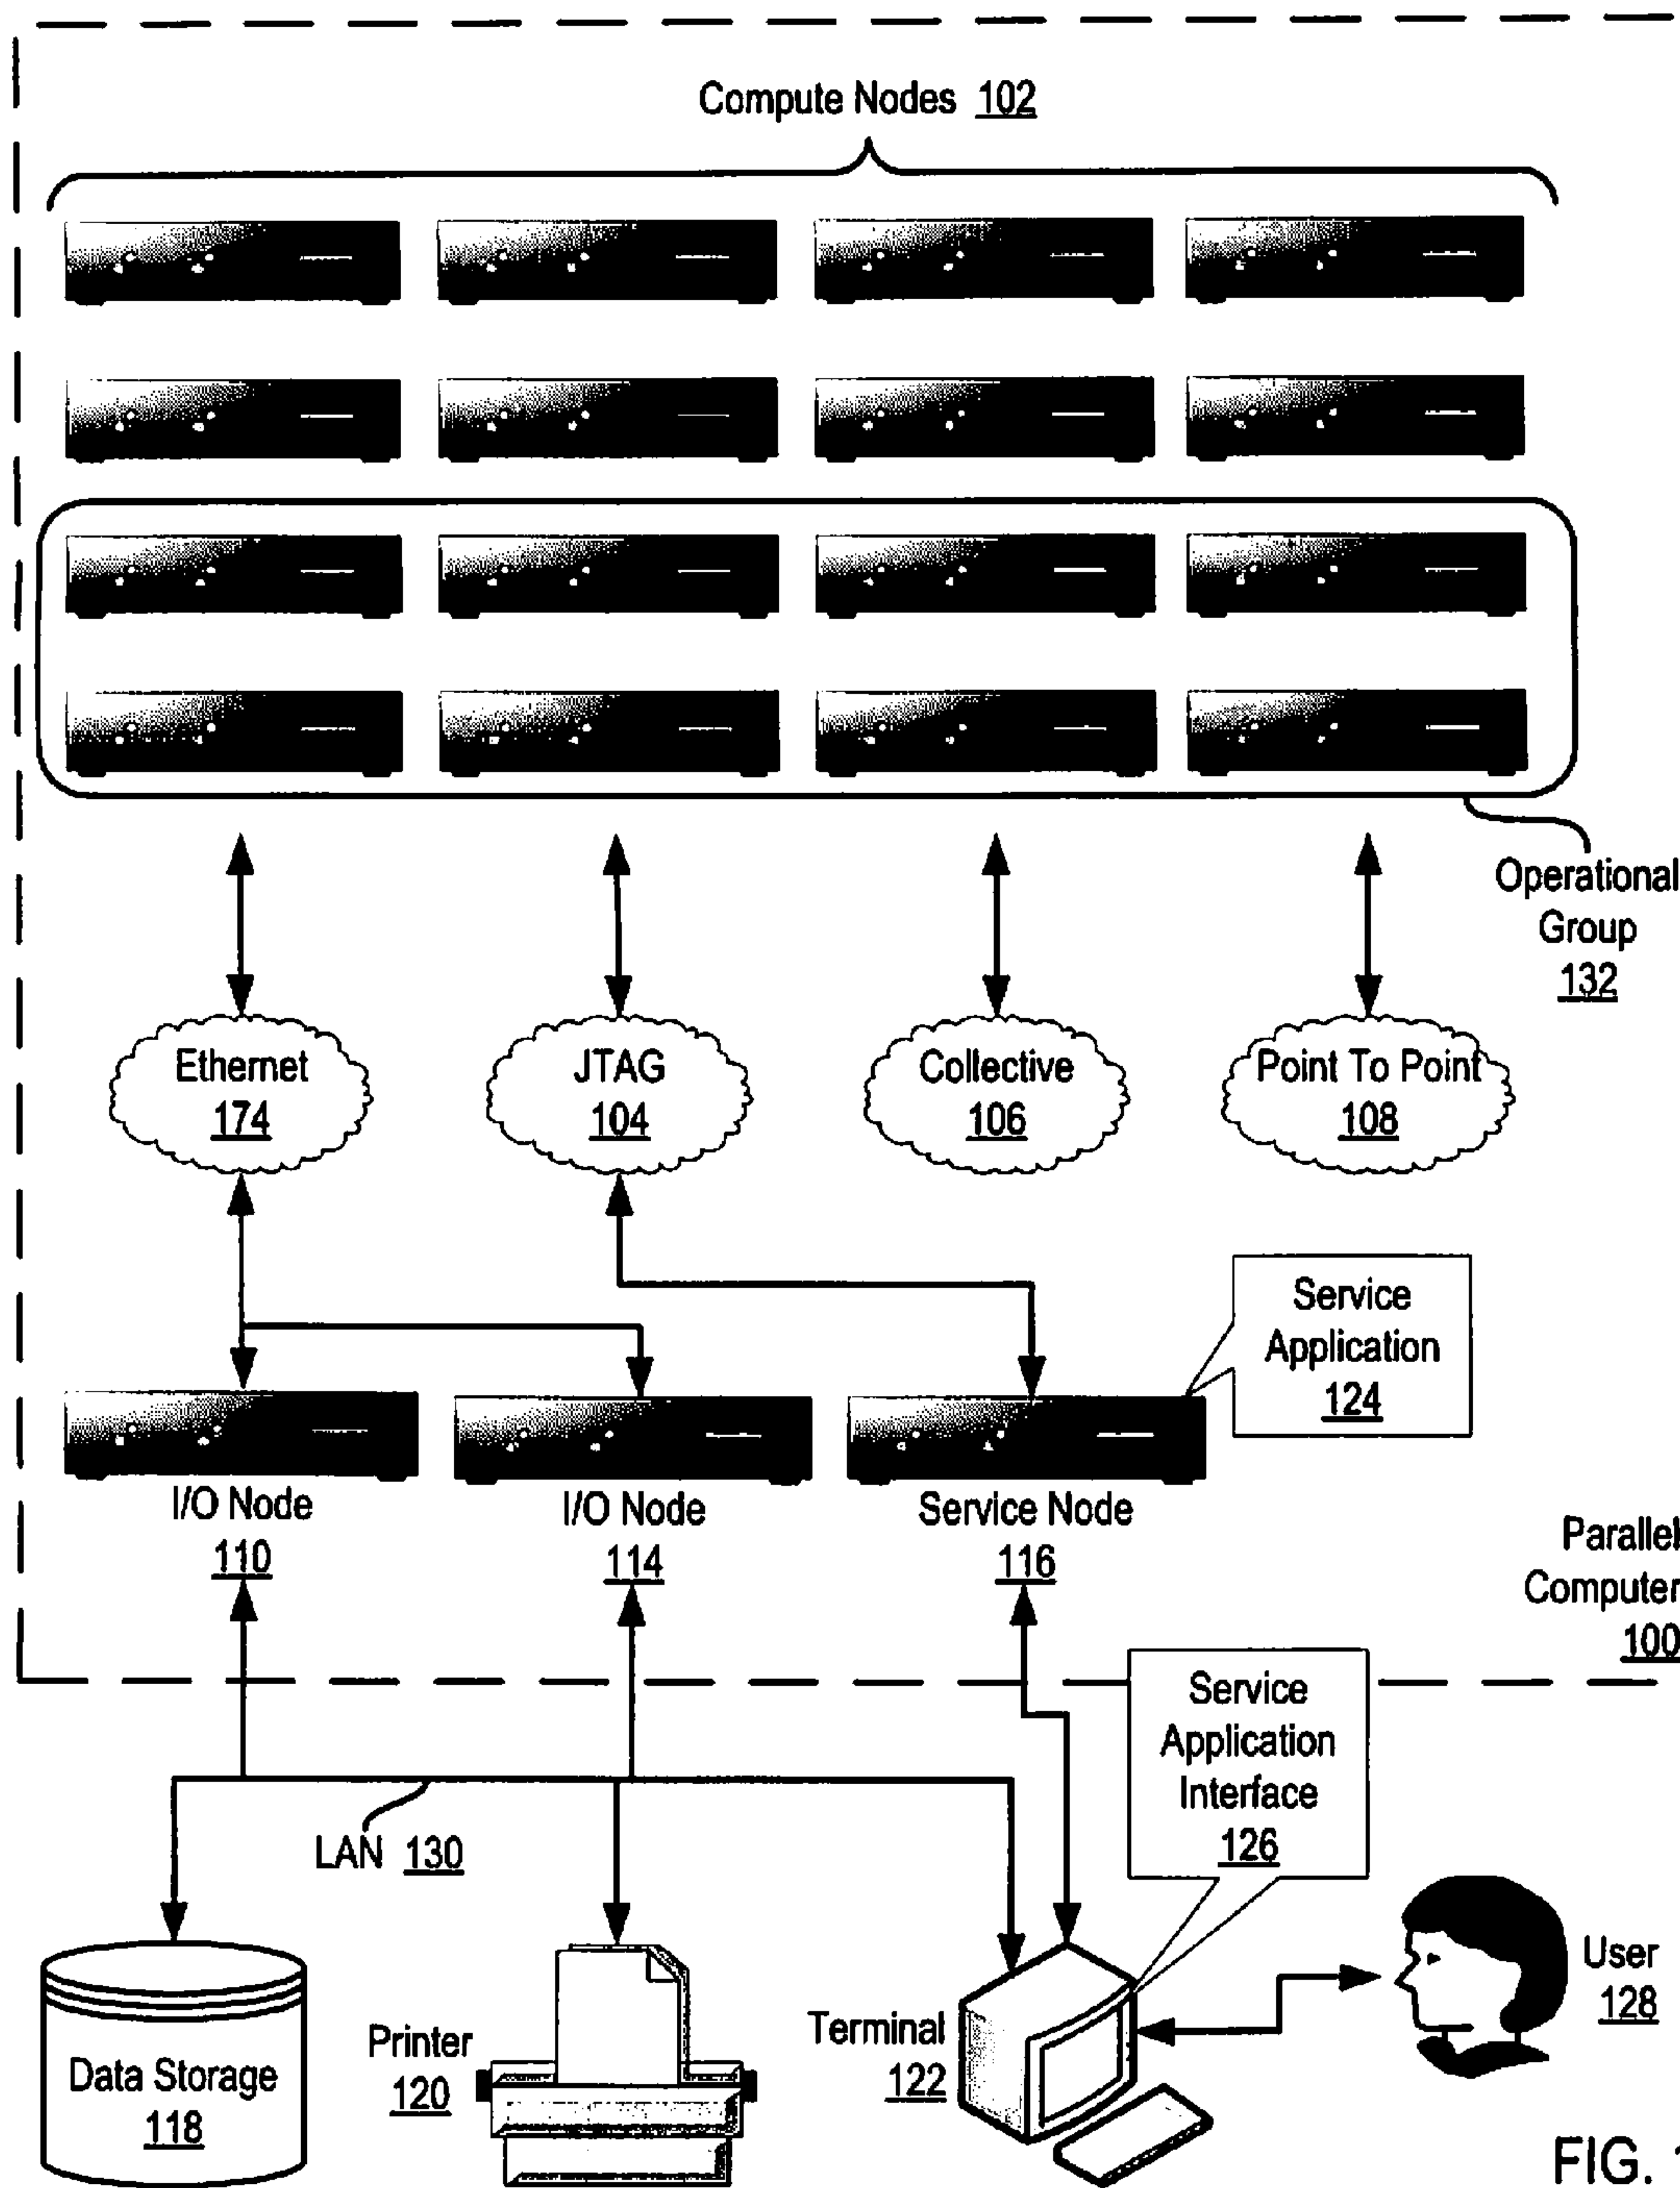 Compute Nodes 102
Operational
Group
132
Ethernet
174
JTAG
104
Collective
106
Point To Point
108
Service
Application
124
I/O Node
110
I/O Node
114
Service Node
116
Parallel
Computer
100
Service
Application
Interface
126
LAN 130
User
128
Printer
120
Terminal
122
Data Storage
118
FIG. 1